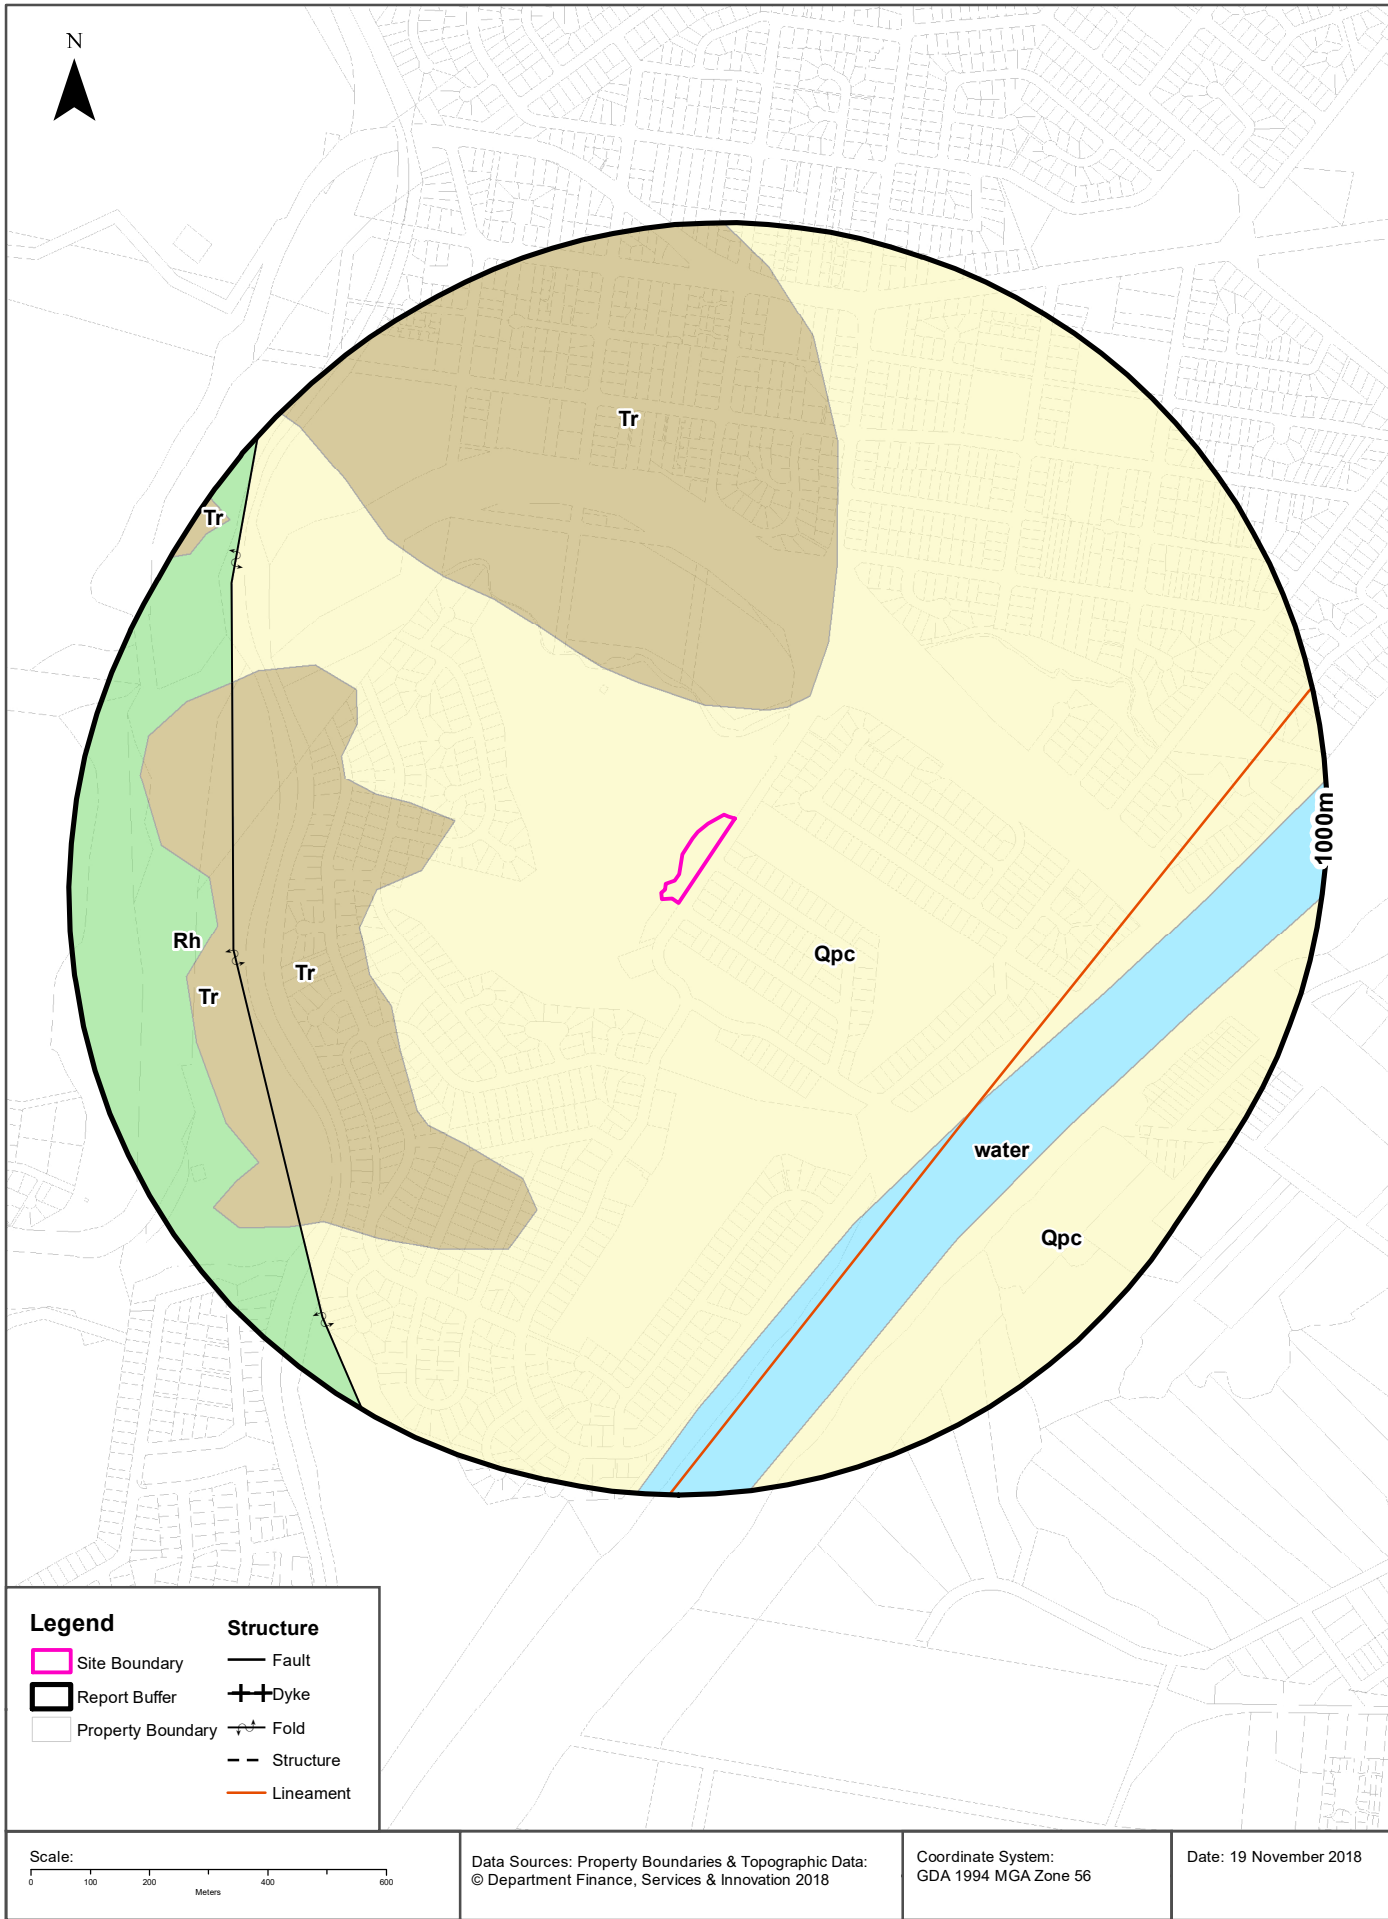 N
Tr
Tr
1000m
Rh
Tr
Tr
Qpc
water
Qpc
Legend
Site Boundary
Report Buffer
Property Boundary
Structure
Fault
Dyke
Fold
Structure
Lineament
Scale:
0 100 200 400 600
Meters
Data Sources: Property Boundaries & Topographic Data:
© Department Finance, Services & Innovation 2018
Coordinate System:
GDA 1994 MGA Zone 56
Date: 19 November 2018